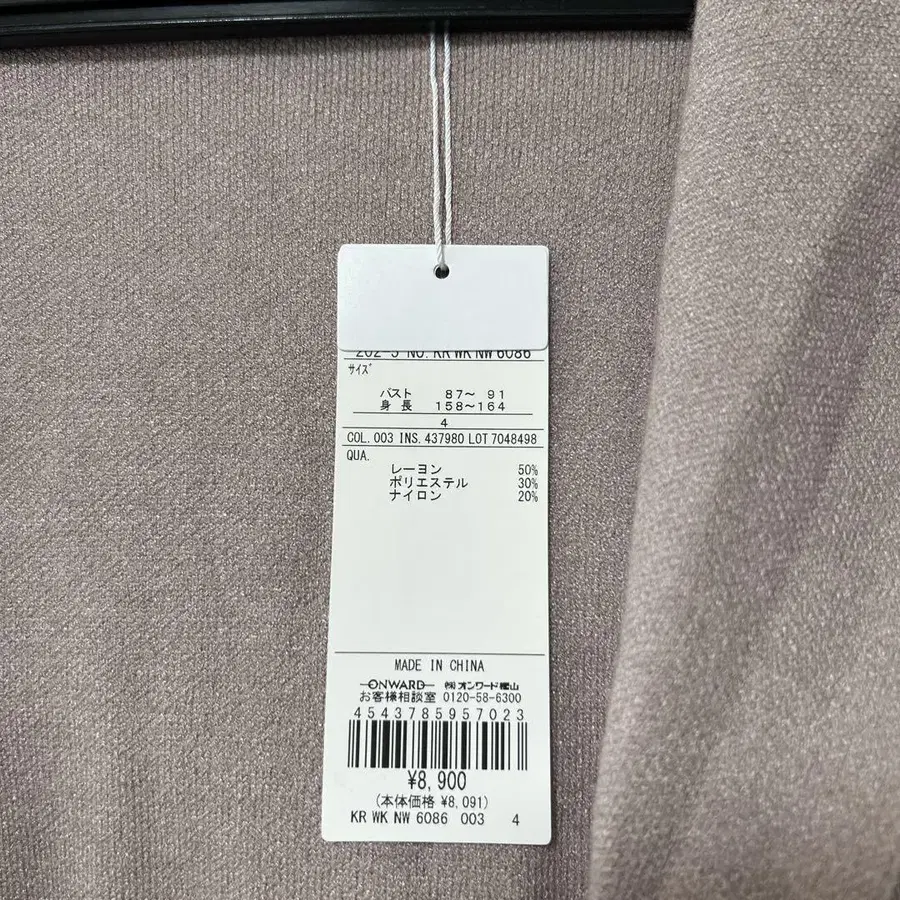 202-5 NO. KR WK NW 6086
サイズ
バスト 87～ 91
身 長 158～164
4
COL. 003 INS. 437980 LOT 7048498
QUA.
レーヨン 50%
ポリエステル 30%
ナイロン 20%
MADE IN CHINA
ONWARD ㈱オンワード樫山
お客様相談室 0120-58-6300
4543785957023
¥8,900
(本体価格 ¥8,091)
KR WK NW 6086 003 4